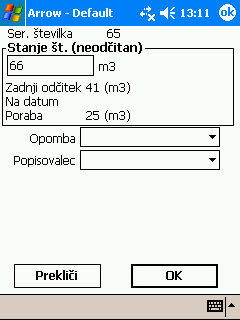 Arrow - Default 13:11 ok
Ser. števılka 65
Stanje št. (neodčitan)
66 m3
Zadnji odčitek 41 (m3)
Na datum
Poraba 25 (m3)
Opomba
Popisovalec
Prekliči OK